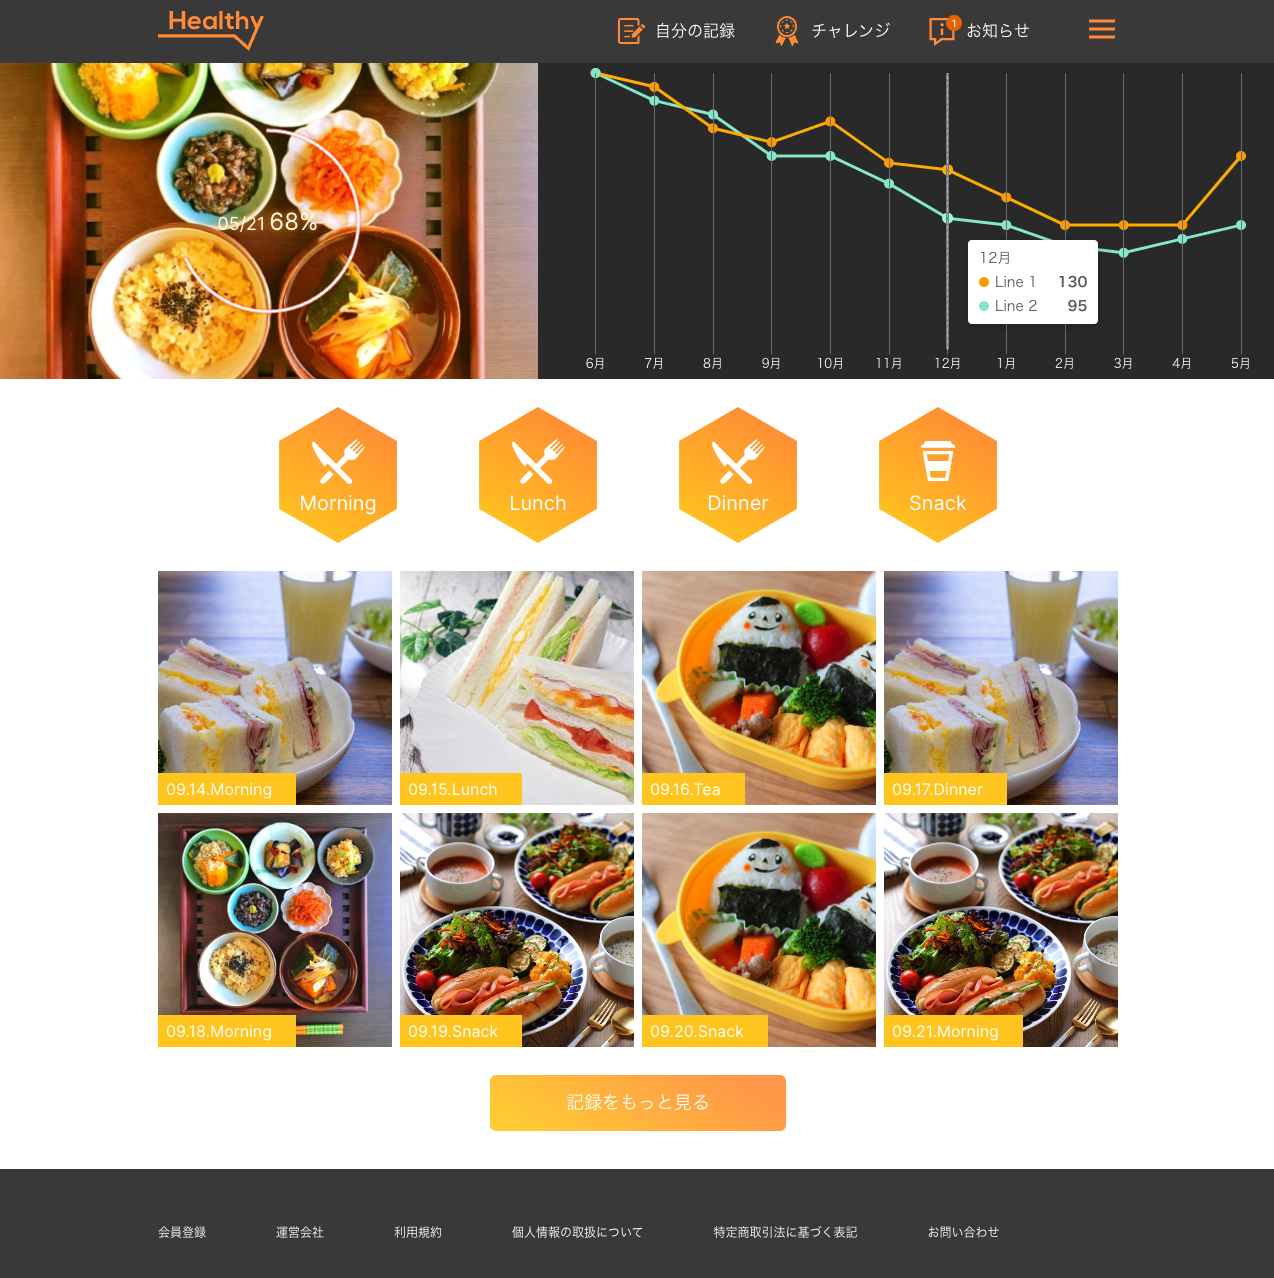 Healthy
自分の記録
チャレンジ
1
お知らせ
05/21 68%
12月
Line 1 130
Line 2 95
6月 7月 8月 9月 10月 11月 12月 1月 2月 3月 4月 5月
Morning
Lunch
Dinner
Snack
09.14.Morning
09.15.Lunch
09.16.Tea
09.17.Dinner
09.18.Morning
09.19.Snack
09.20.Snack
09.21.Morning
記録をもっと見る
会員登録
運営会社
利用規約
個人情報の取扱について
特定商取引法に基づく表記
お問い合わせ